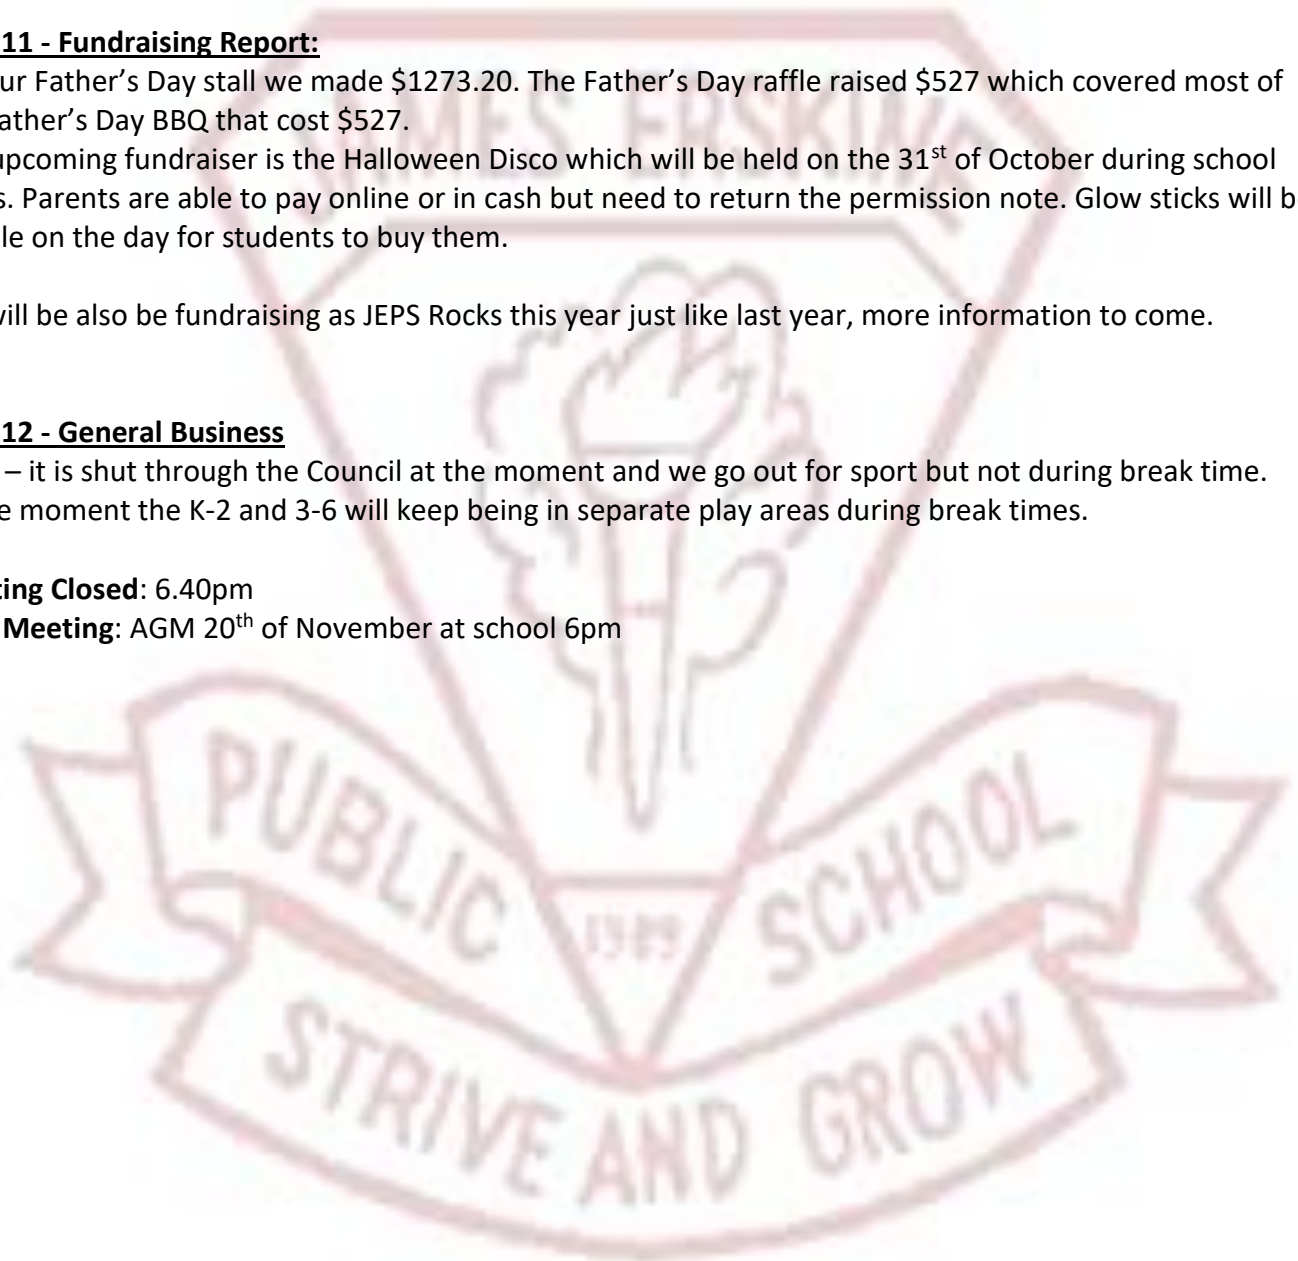 11 - Fundraising Report:
ur Father’s Day stall we made $1273.20. The Father’s Day raffle raised $527 which covered most of
ather’s Day BBQ that cost $527.
upcoming fundraiser is the Halloween Disco which will be held on the 31st of October during school
s. Parents are able to pay online or in cash but need to return the permission note. Glow sticks will b
le on the day for students to buy them.
will be also be fundraising as JEPS Rocks this year just like last year, more information to come.
12 - General Business
– it is shut through the Council at the moment and we go out for sport but not during break time.
e moment the K-2 and 3-6 will keep being in separate play areas during break times.
ting Closed: 6.40pm
Meeting: AGM 20th of November at school 6pm
JAMES ERSKINE
PUBLIC SCHOOL
1989
STRIVE AND GROW